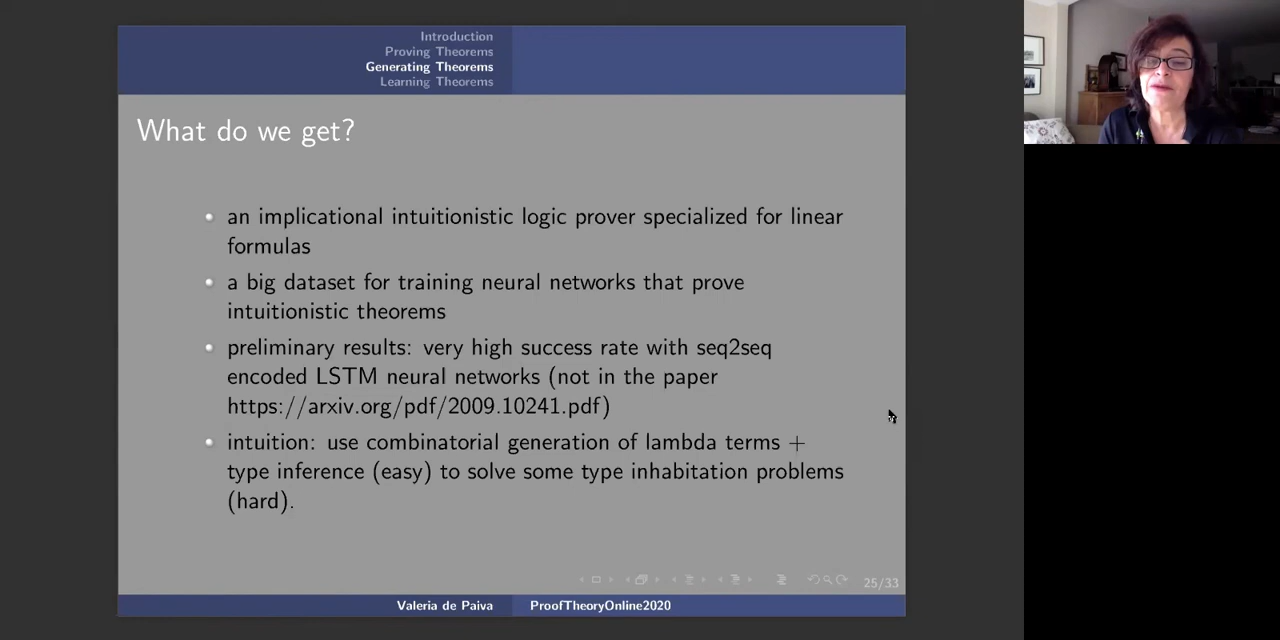 Introduction
Proving Theorems
Generating Theorems
Learning Theorems
What do we get?
an implicational intuitionistic logic prover specialized for linear
formulas
a big dataset for training neural networks that prove
intuitionistic theorems
preliminary results: very high success rate with seq2seq
encoded LSTM neural networks (not in the paper
https://arxiv.org/pdf/2009.10241.pdf)
intuition: use combinatorial generation of lambda terms +
type inference (easy) to solve some type inhabitation problems
(hard).
25/33
Valeria de Paiva
ProofTheoryOnline2020